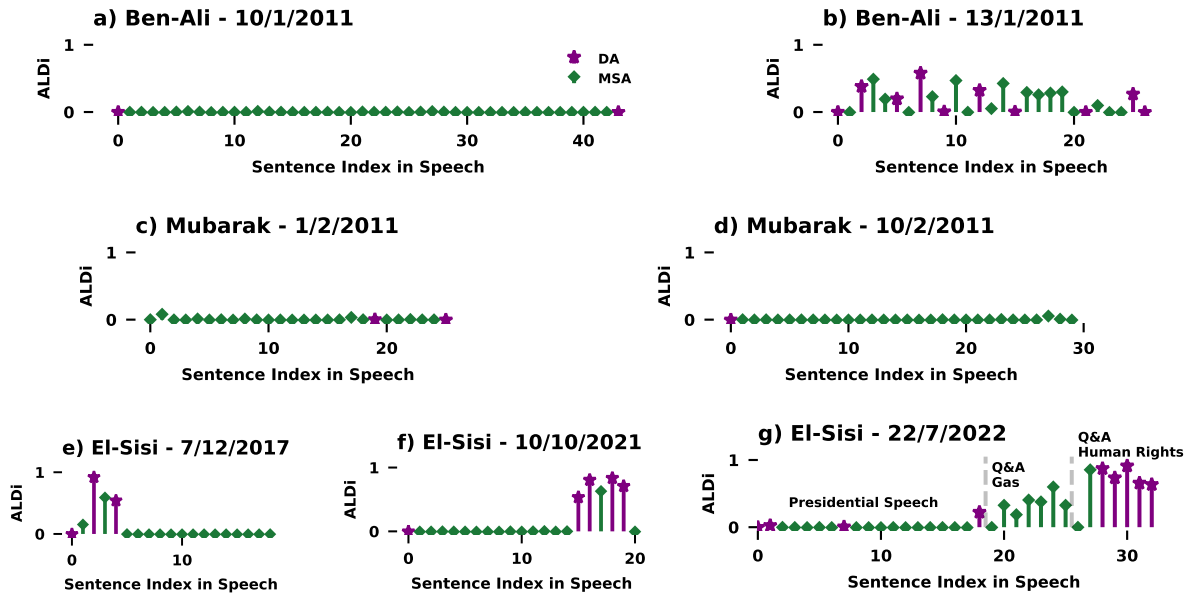 a) Ben-Ali - 10/1/2011
1
ALDi
0
DA
MSA
0 10 20 30 40
Sentence Index in Speech
b) Ben-Ali - 13/1/2011
1
ALDi
0
0 10 20
Sentence Index in Speech
c) Mubarak - 1/2/2011
1
ALDi
0
0 10 20
Sentence Index in Speech
d) Mubarak - 10/2/2011
1
ALDi
0
0 10 20 30
Sentence Index in Speech
e) El-Sisi - 7/12/2017
1
ALDi
0
0 10
Sentence Index in Speech
f) El-Sisi - 10/10/2021
1
ALDi
0
0 10 20
Sentence Index in Speech
g) El-Sisi - 22/7/2022
1
ALDi
0
Presidential Speech
Q&A
Gas
Q&A
Human Rights
0 10 20 30
Sentence Index in Speech